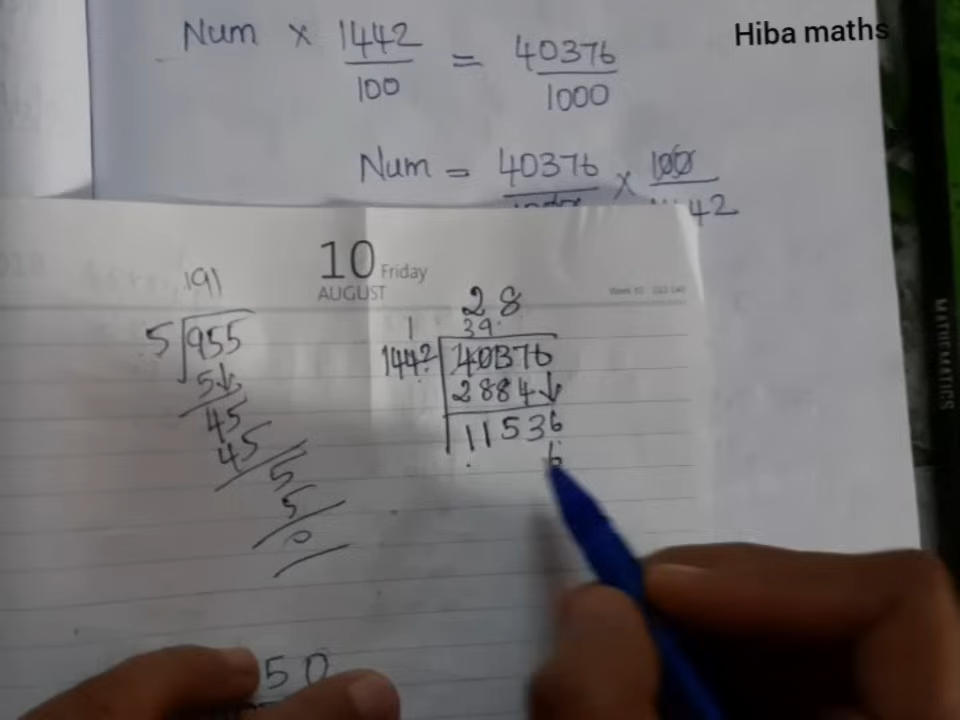 Hiba maths
Num × 1442/100 = 40376/1000
Num = 40376/1000 × 100/1442
10 Friday
AUGUST
191
5 955
5↓
45
45
5
5
0
28
1 39
1442 40376
2884↓
11536
6
50
MATHEMATICS